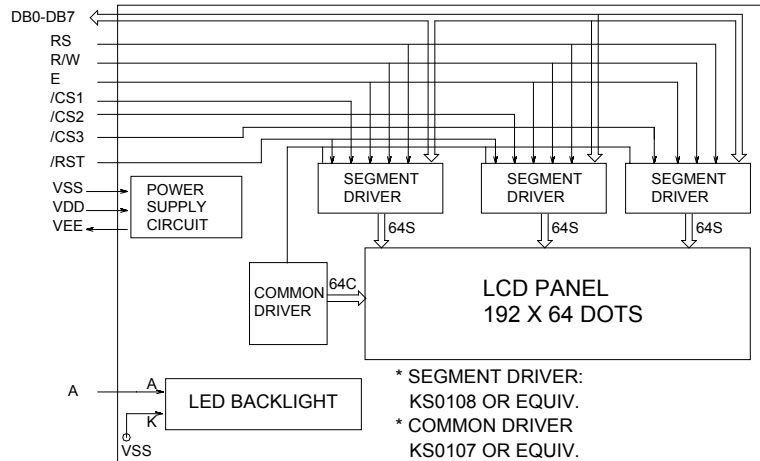 DB0-DB7
RS
R/W
E
/CS1
/CS2
/CS3
/RST
VSS
VDD
VEE
POWER
SUPPLY
CIRCUIT
SEGMENT
DRIVER
SEGMENT
DRIVER
SEGMENT
DRIVER
64S
64S
64S
COMMON
DRIVER
64C
LCD PANEL
192 X 64 DOTS
A
A
K
VSS
LED BACKLIGHT
* SEGMENT DRIVER:
KS0108 OR EQUIV.
* COMMON DRIVER
KS0107 OR EQUIV.